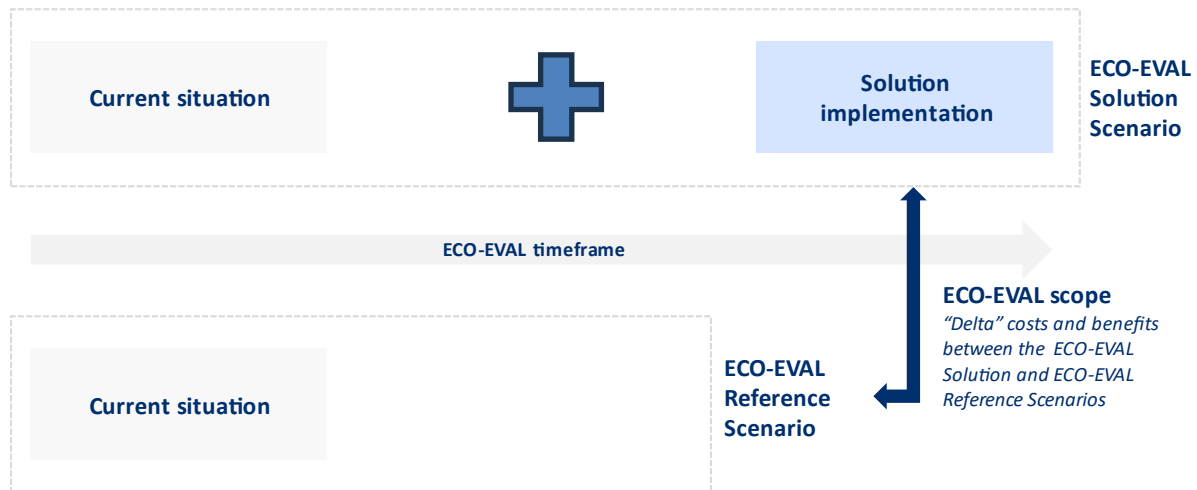 Current situation
Solution
implementation
ECO-EVAL
Solution
Scenario
ECO-EVAL timeframe
ECO-EVAL scope
“Delta” costs and benefits
between the ECO-EVAL
Solution and ECO-EVAL
Reference Scenarios
Current situation
ECO-EVAL
Reference
Scenario